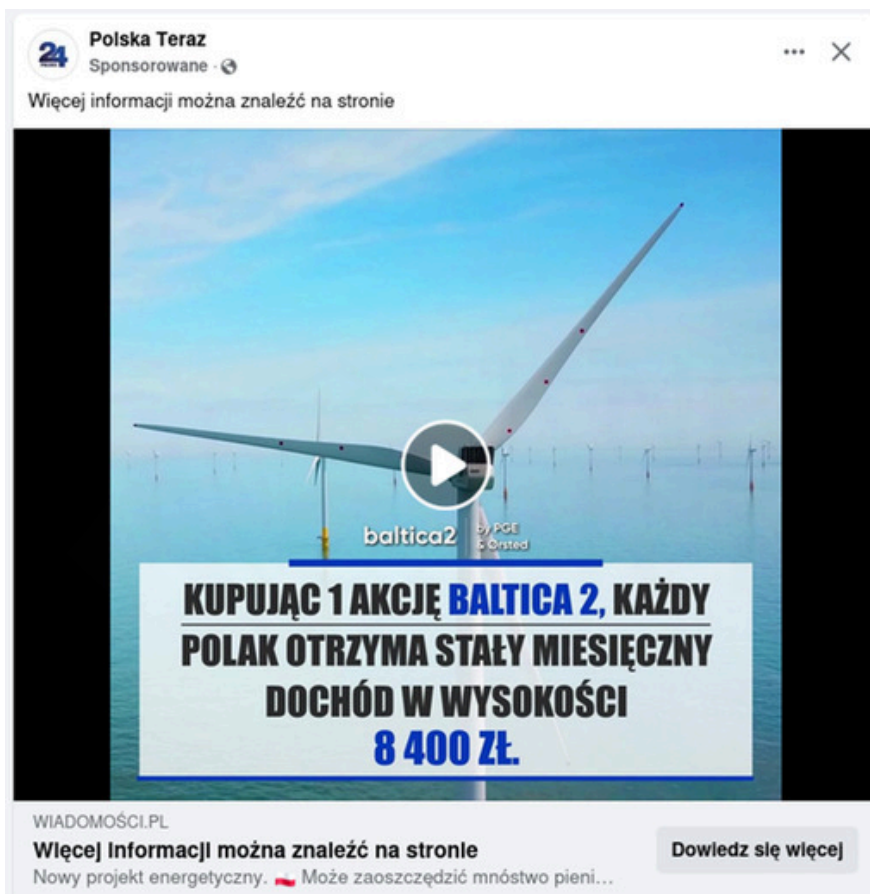 24
Polska Teraz
Sponsorowane ·
Więcej informacji można znaleźć na stronie
baltica2 by PGE
& Ørsted
KUPUJĄC 1 AKCJĘ BALTICA 2, KAŻDY
POLAK OTRZYMA STAŁY MIESIĘCZNY
DOCHÓD W WYSOKOŚCI
8 400 ZŁ.
WIADOMOŚCI.PL
Więcej informacji można znaleźć na stronie
Dowiedz się więcej
Nowy projekt energetyczny. 🇵🇱 Może zaoszczędzić mnóstwo pieni...